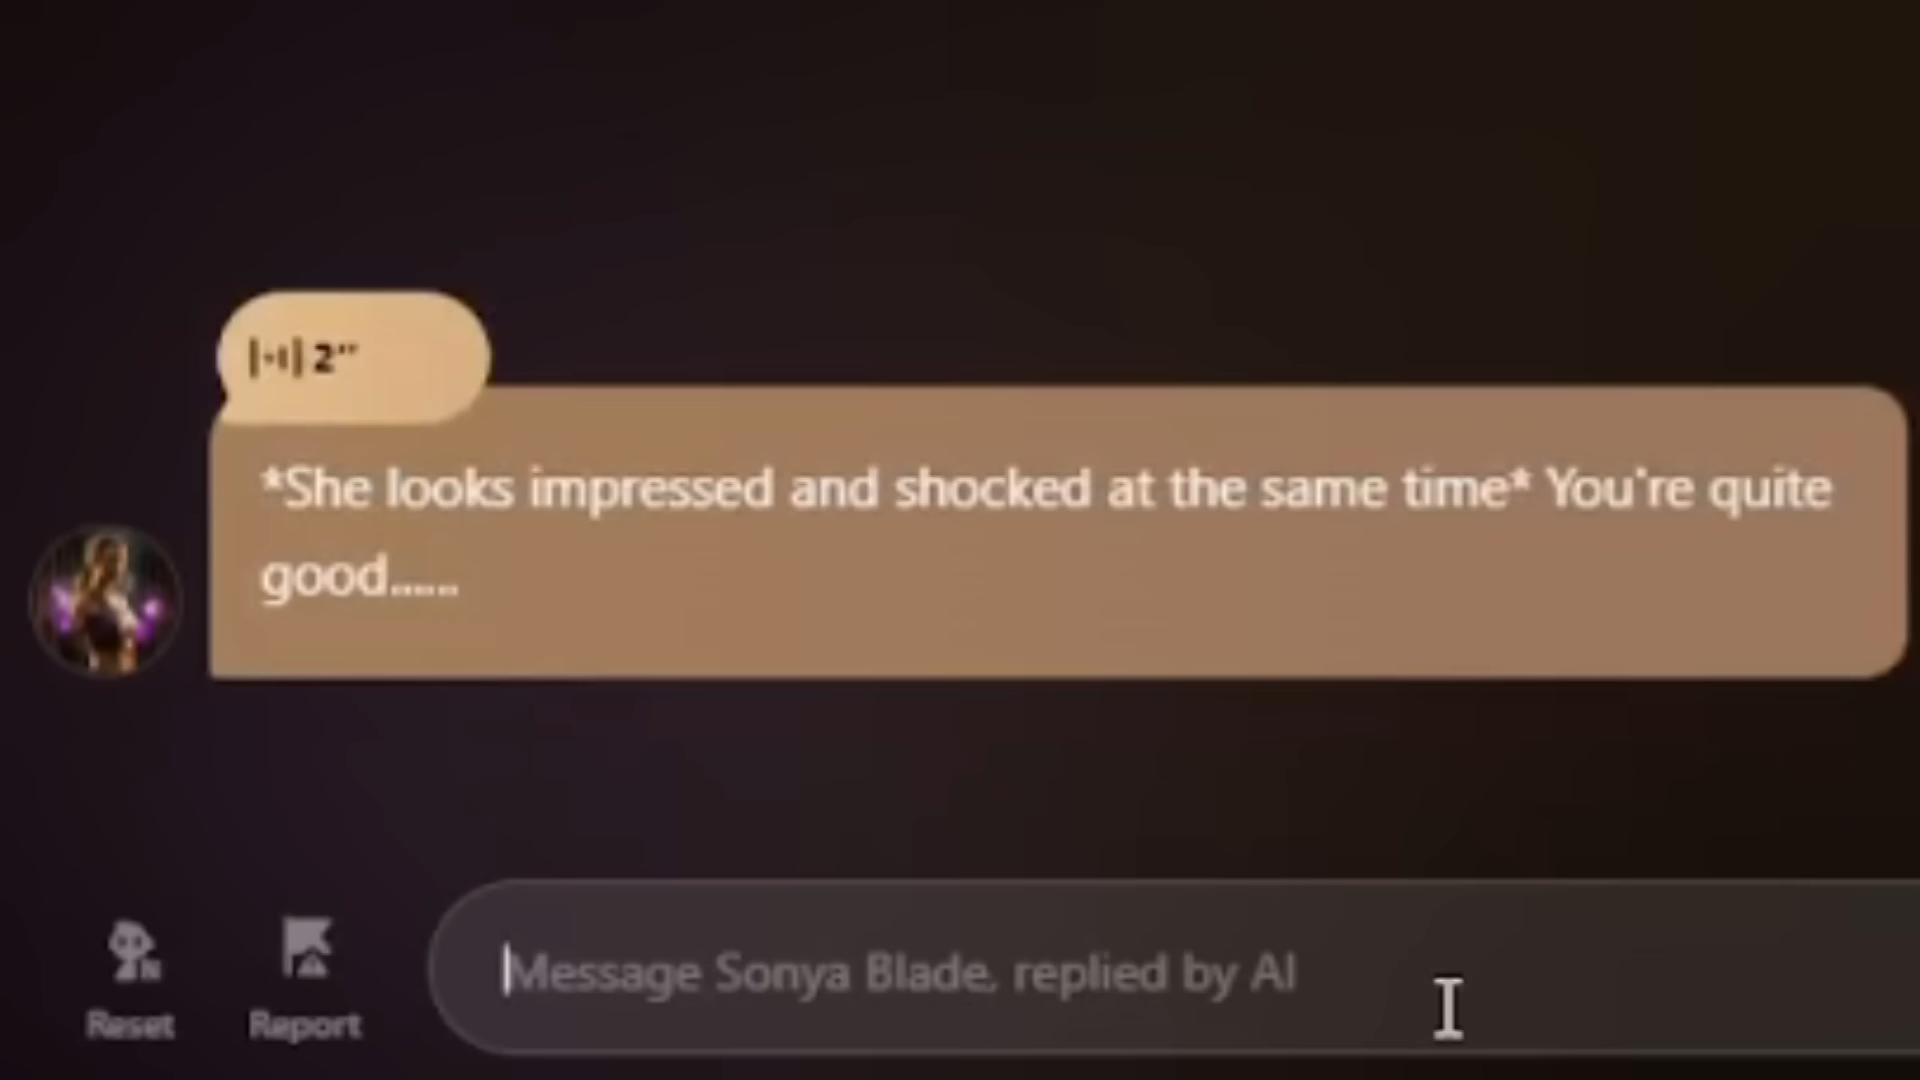 2"
*She looks impressed and shocked at the same time* You're quite
good......
Message Sonya Blade, replied by AI
Reset
Report